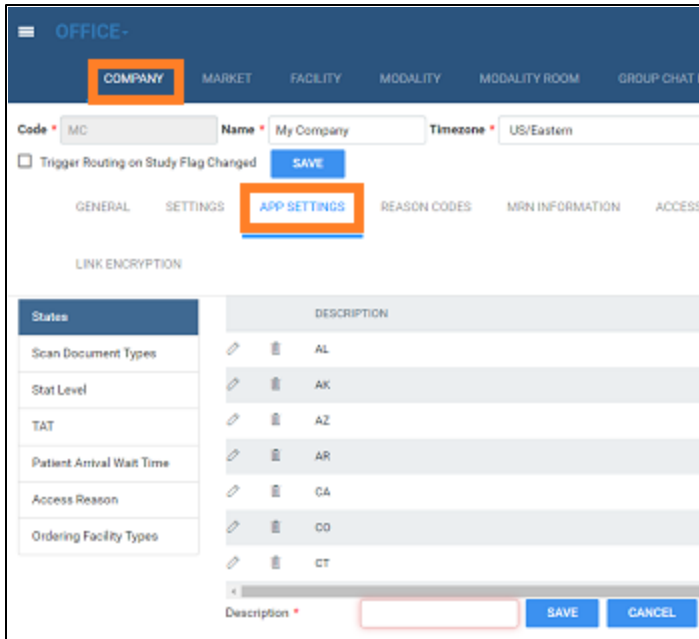 OFFICE-
COMPANY MARKET FACILITY MODALITY MODALITY ROOM GROUP CHAT
Code * MC Name * My Company Timezone * US/Eastern
Trigger Routing on Study Flag Changed SAVE
GENERAL SETTINGS APP SETTINGS REASON CODES MRN INFORMATION ACCESS
LINK ENCRYPTION
States DESCRIPTION
Scan Document Types AL
Stat Level AK
TAT AZ
Patient Arrival Wait Time AR
Access Reason CA
Ordering Facility Types CO
CT
Description * SAVE CANCEL